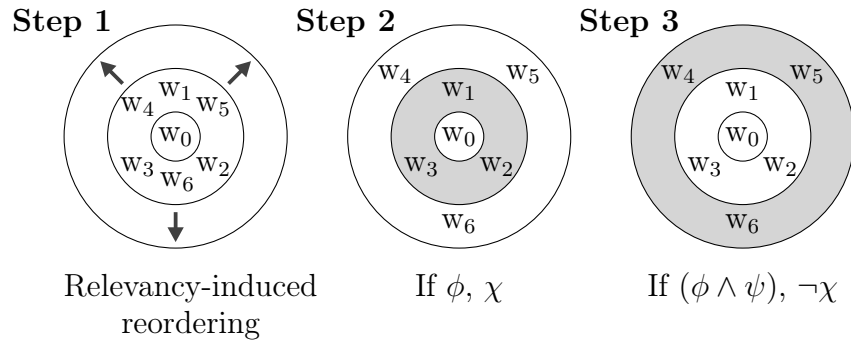 Step 1 Step 2 Step 3
w₄ w₁ w₅
w₀
w₃ w₆ w₂
w₄ w₁ w₅
w₀
w₃ w₂
w₆
w₄ w₁ w₅
w₀
w₃ w₂
w₆
Relevancy-induced
reordering
If ϕ, χ
If (ϕ ∧ ψ), ¬χ